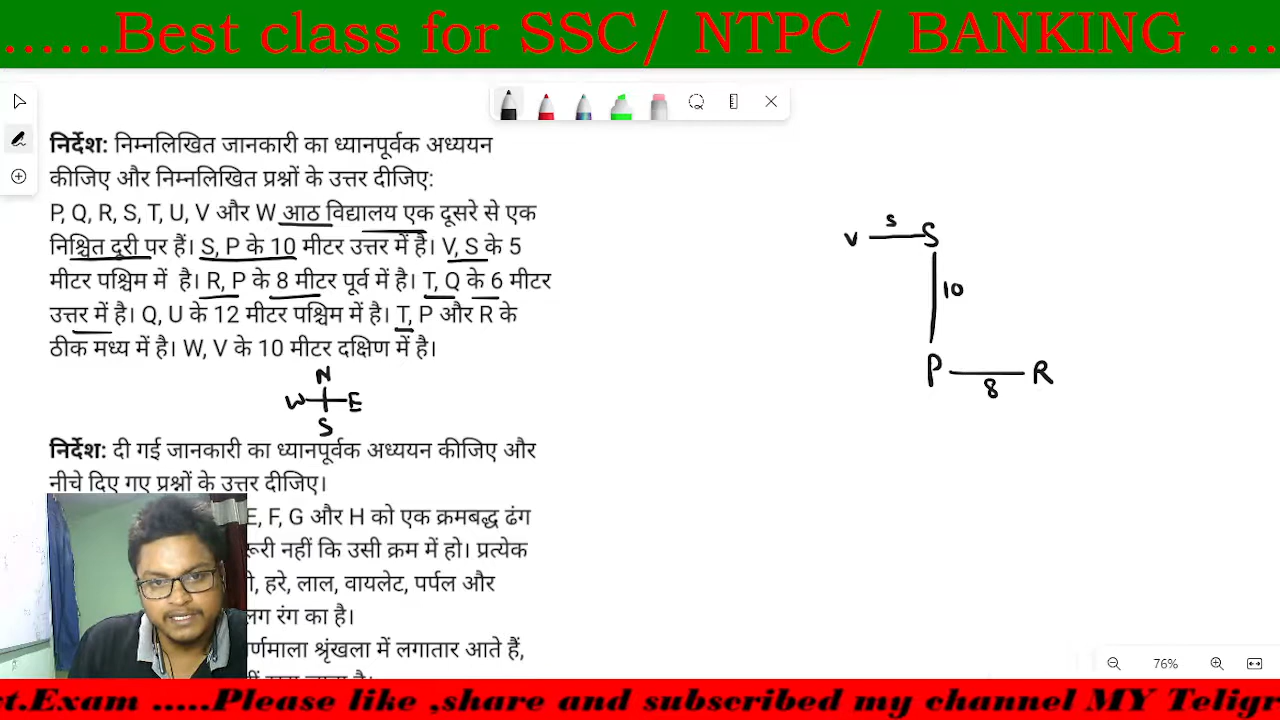 ......Best class for SSC/ NTPC/ BANKING ....
निर्देश: निम्नलिखित जानकारी का ध्यानपूर्वक अध्ययन
कीजिए और निम्नलिखित प्रश्नों के उत्तर दीजिए:
P, Q, R, S, T, U, V और W आठ विद्यालय एक दूसरे से एक
निश्चित दूरी पर हैं। S, P के 10 मीटर उत्तर में है। V, S के 5
मीटर पश्चिम में है। R, P के 8 मीटर पूर्व में है। T, Q के 6 मीटर
उत्तर में है। Q, U के 12 मीटर पश्चिम में है। T, P और R के
ठीक मध्य में है। W, V के 10 मीटर दक्षिण में है।
N
W E
S
V 5 S
10
P 8 R
निर्देश: दी गई जानकारी का ध्यानपूर्वक अध्ययन कीजिए और
नीचे दिए गए प्रश्नों के उत्तर दीजिए।
E, F, G और H को एक क्रमबद्ध ढंग
नहीं कि उसी क्रम में हो। प्रत्येक
हरे, लाल, वायलेट, पर्पल और
रंग का है।
में लगातार आते हैं,
76%
ct.Exam .....Please like ,share and subscribed my channel MY Teligr